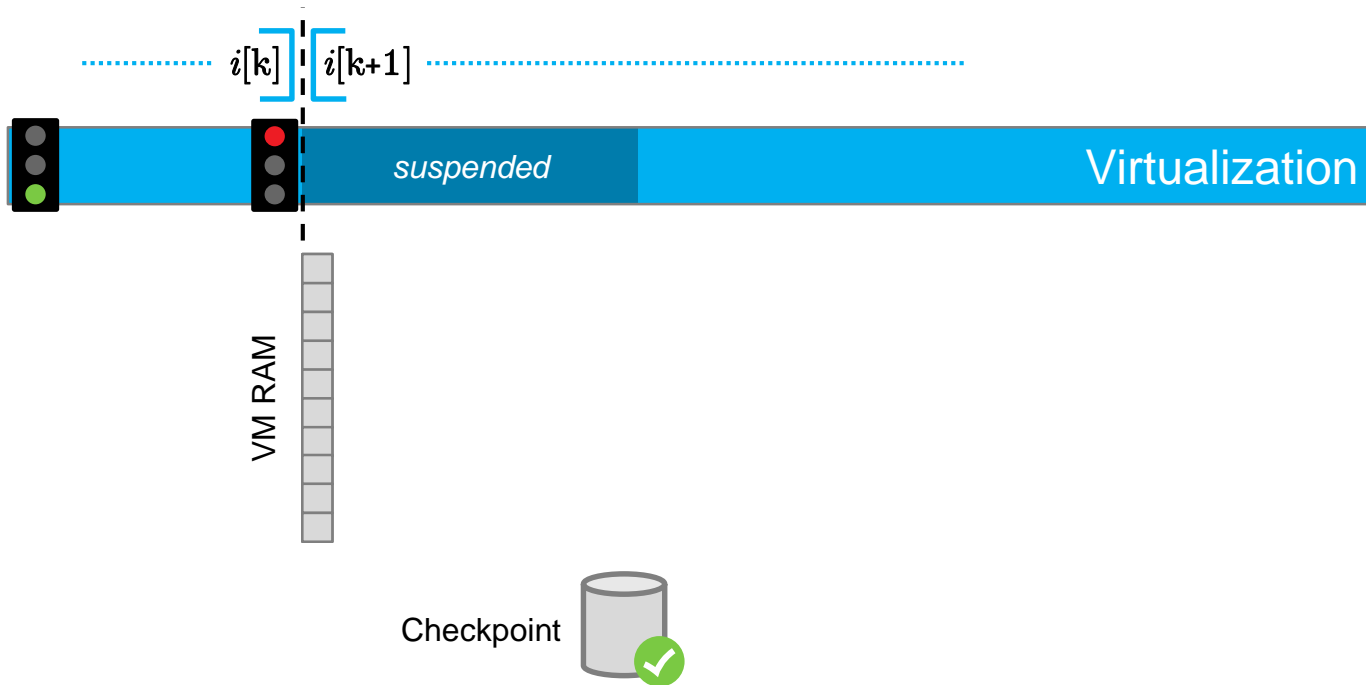 i[k] i[k+1]
suspended
Virtualization
VM RAM
Checkpoint